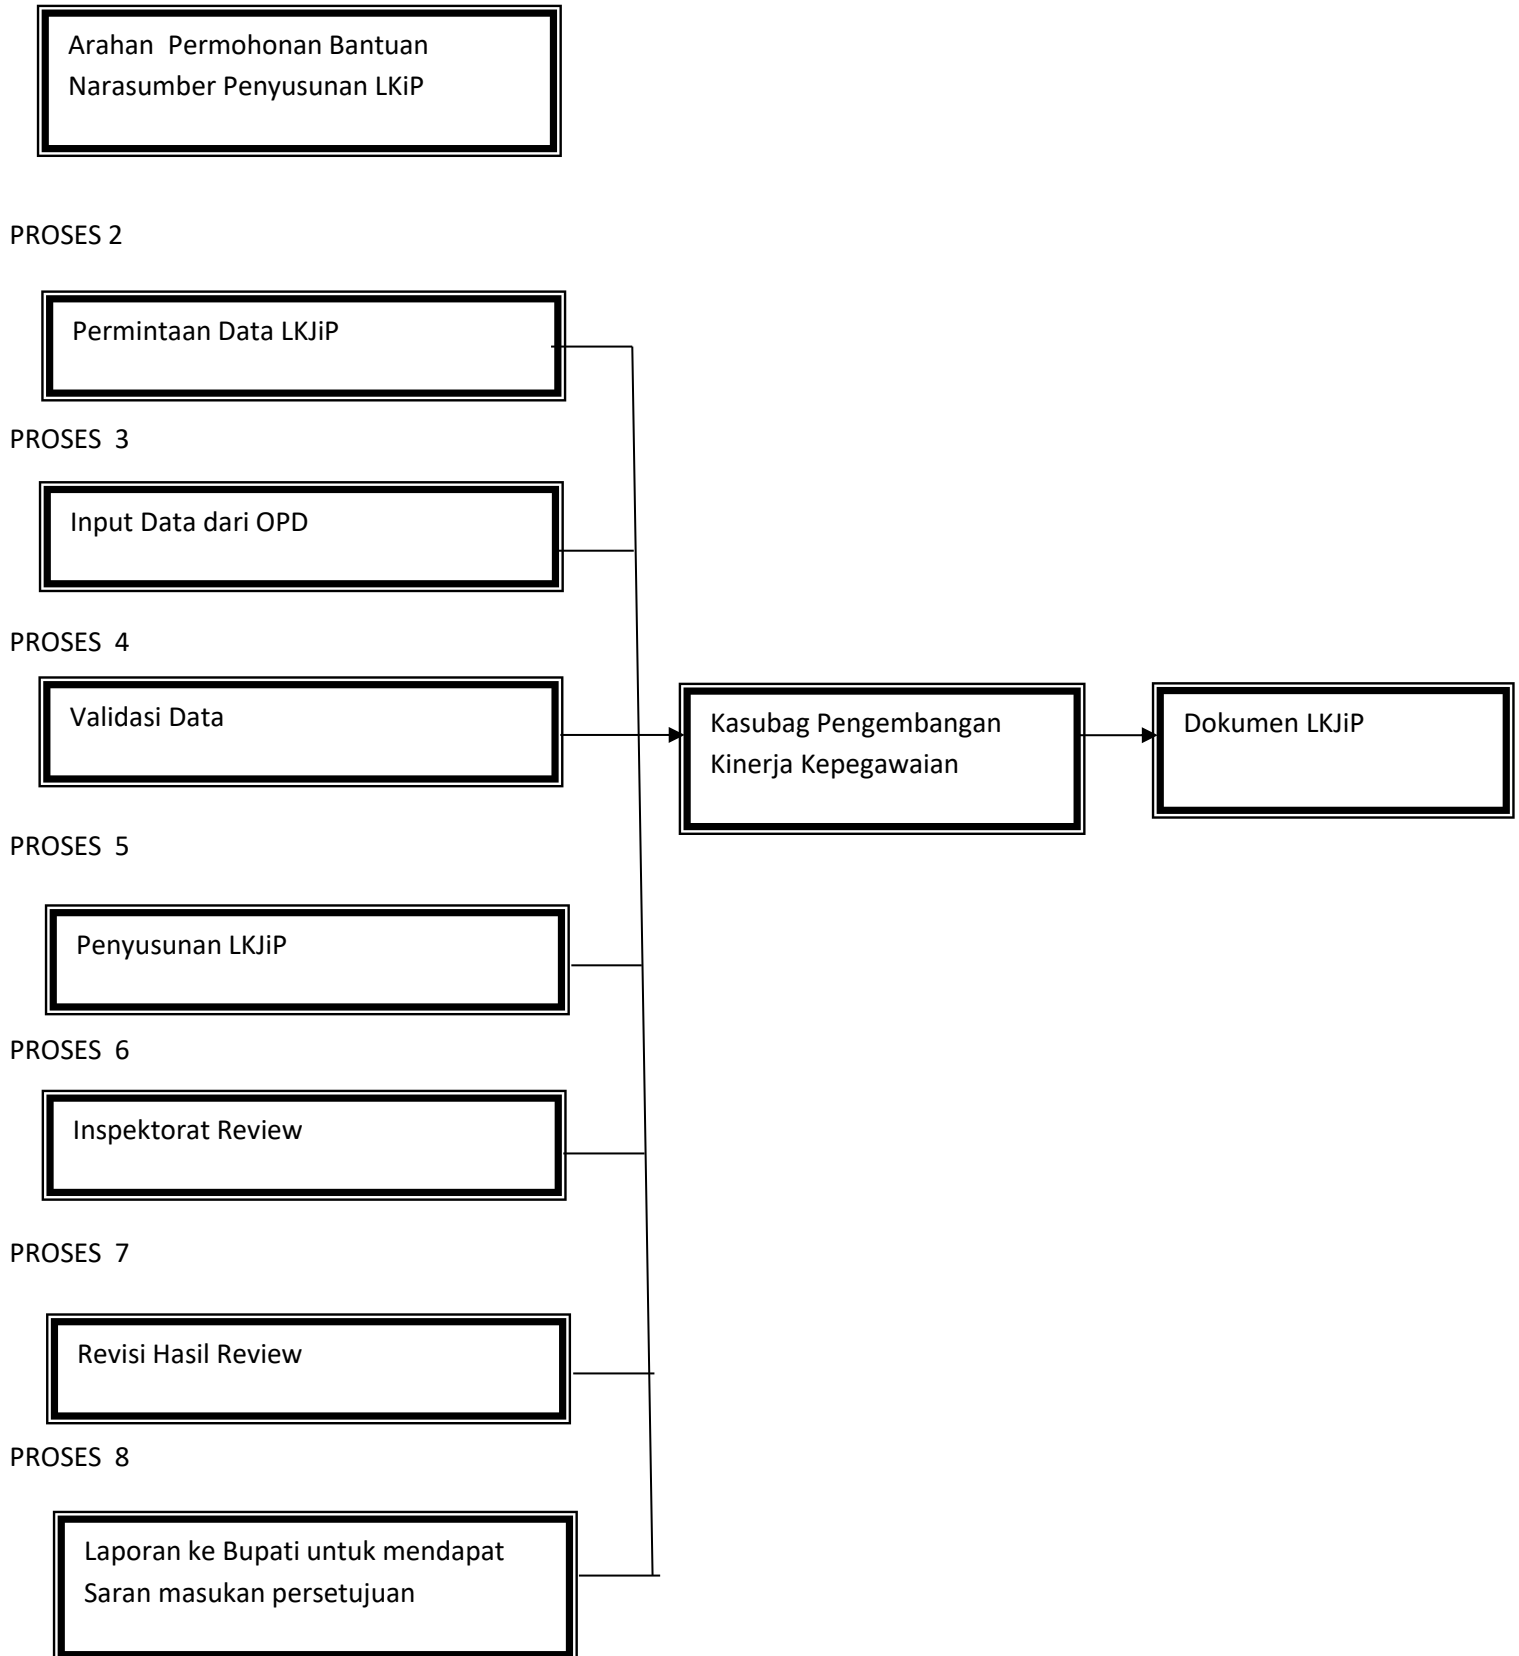 Arahan  Permohonan Bantuan
Narasumber Penyusunan LKiP
PROSES 2
Permintaan Data LKJiP
PROSES  3
Input Data dari OPD
PROSES  4
Validasi Data
Kasubag Pengembangan
Kinerja Kepegawaian
Dokumen LKJiP
PROSES  5
Penyusunan LKJiP
PROSES  6
Inspektorat Review
PROSES  7
Revisi Hasil Review
PROSES  8
Laporan ke Bupati untuk mendapat
Saran masukan persetujuan